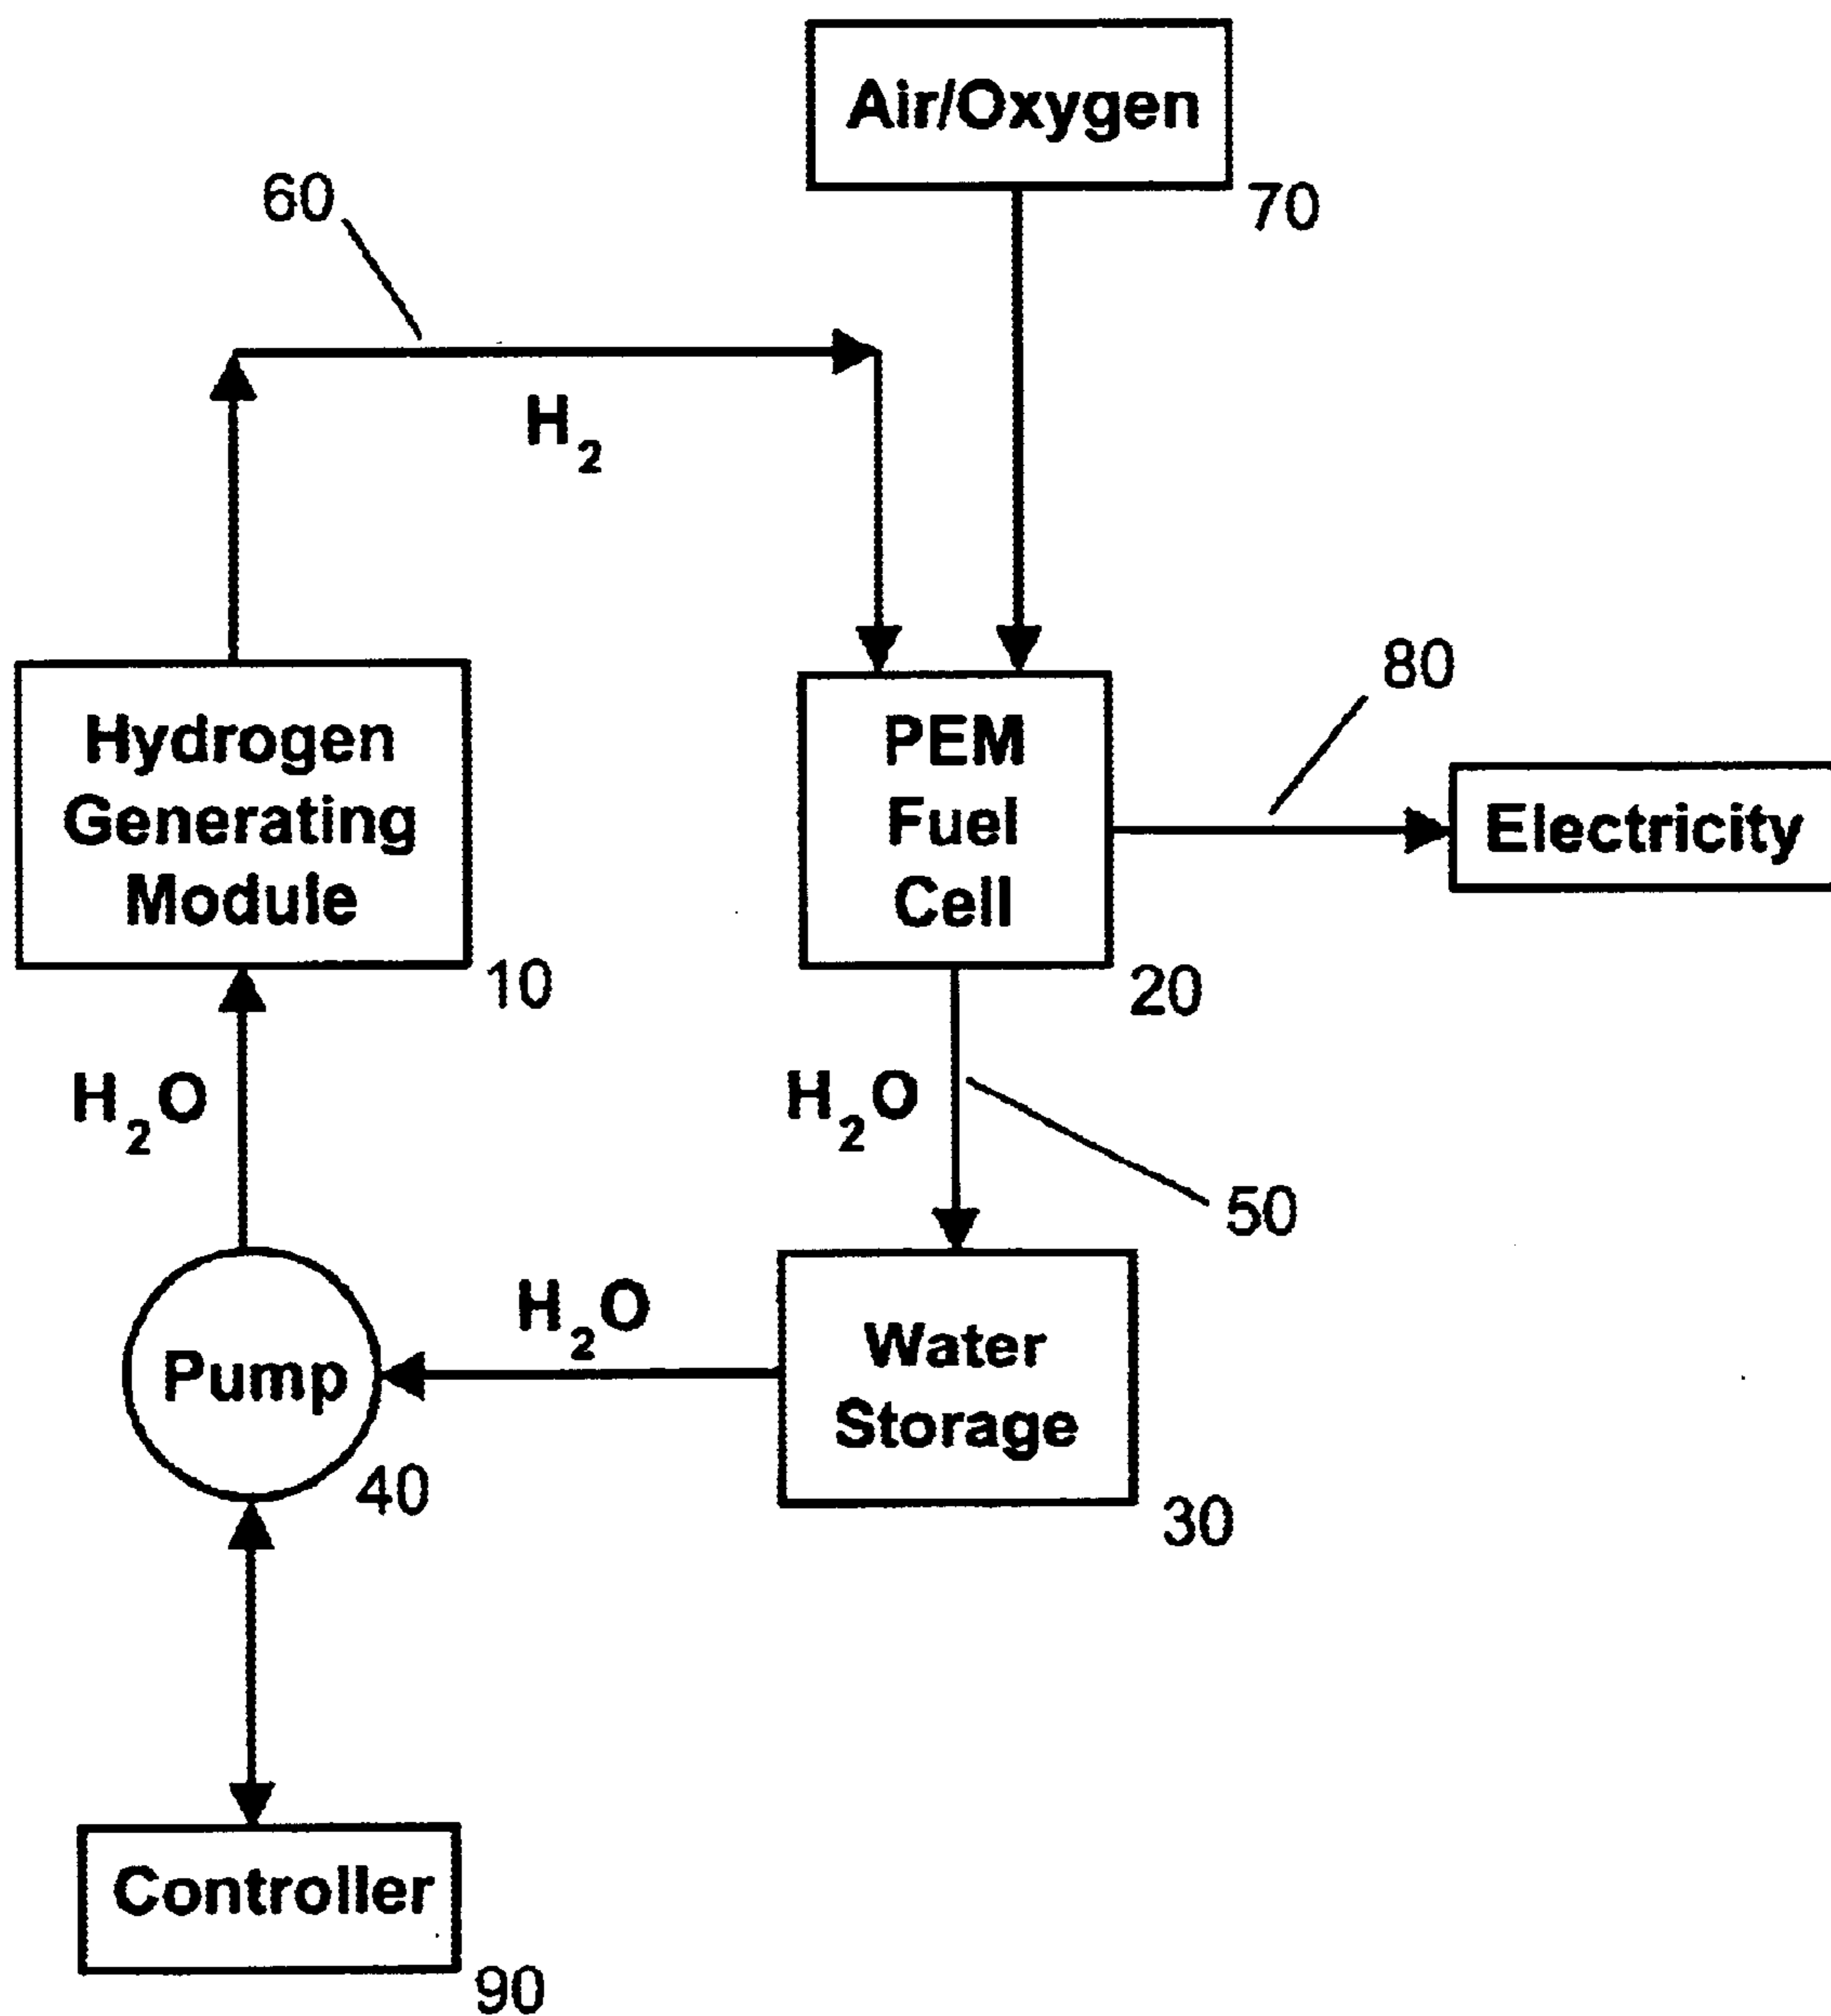 Air/Oxygen
70
60
H₂
80
Hydrogen
Generating
Module
10
PEM
Fuel
Cell
20
Electricity
H₂O
H₂O
50
H₂O
Pump
40
Water
Storage
30
Controller
90